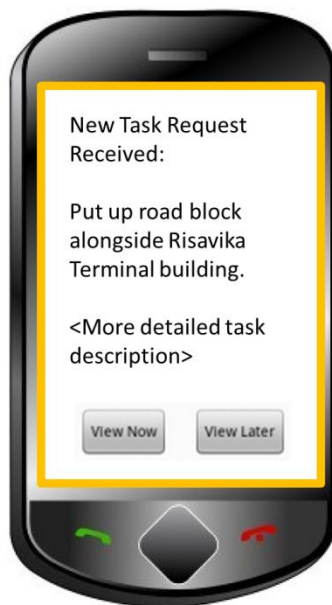 New Task Request
Received:
Put up road block
alongside Risavika
Terminal building.
<More detailed task
description>
View Now
View Later